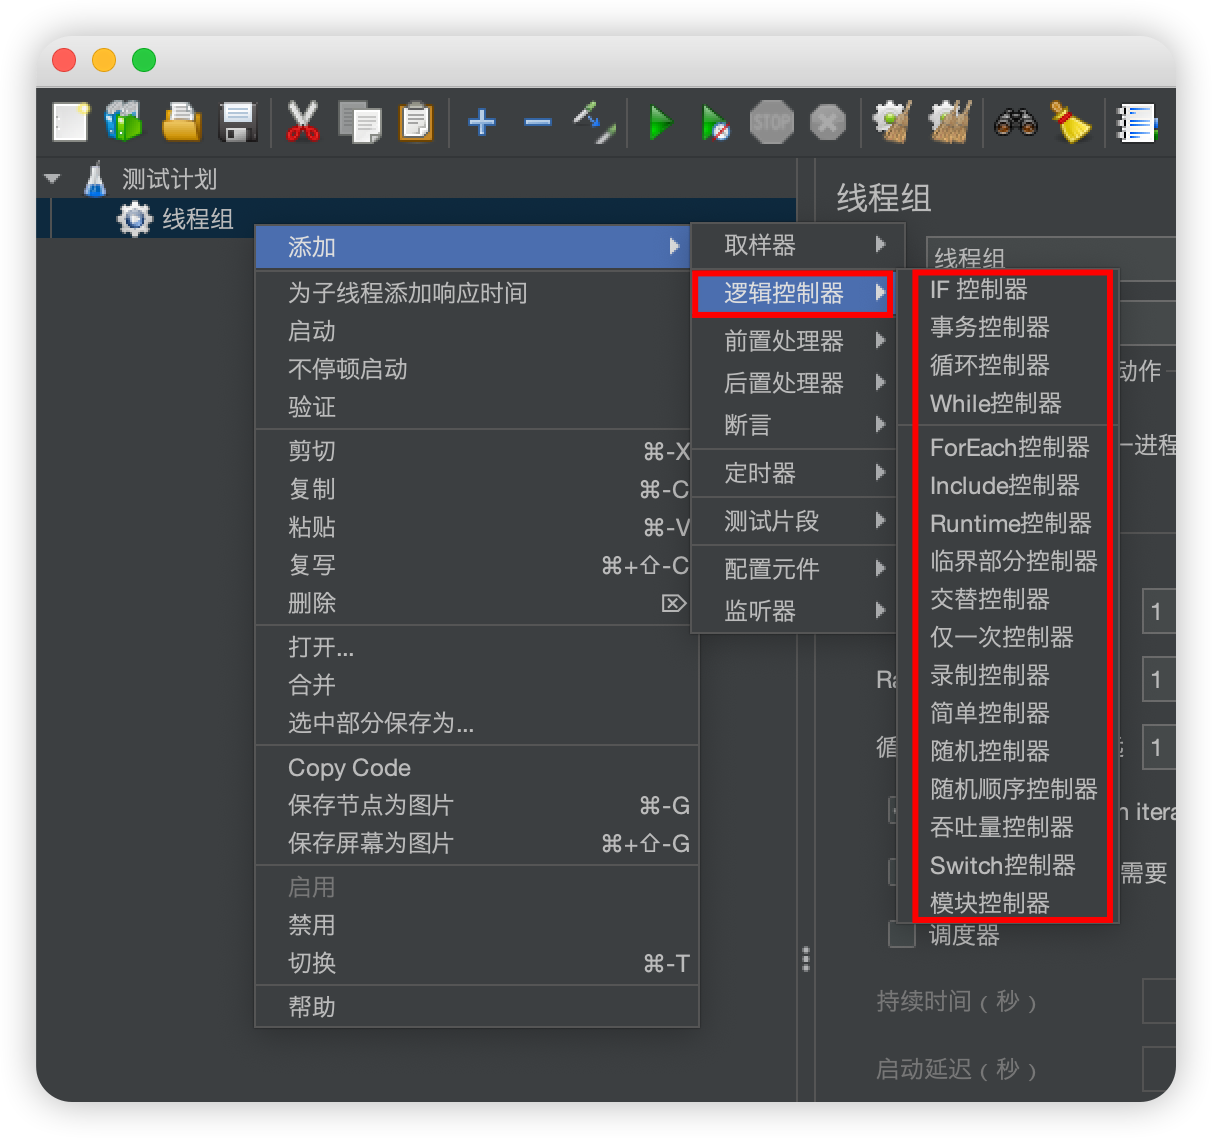 STOP
测试计划
线程组
添加
为子线程添加响应时间
启动
不停顿启动
验证
剪切 ⌘-X
复制 ⌘-C
粘贴 ⌘-V
复写 ⌘+⇧-C
删除 ⌦
打开...
合并
选中部分保存为...
Copy Code
保存节点为图片 ⌘-G
保存屏幕为图片 ⌘+⇧-G
启用
禁用
切换 ⌘-T
帮助
取样器
逻辑控制器
前置处理器
后置处理器
断言
定时器
测试片段
配置元件
监听器
IF 控制器
事务控制器
循环控制器
While控制器
ForEach控制器
Include控制器
Runtime控制器
临界部分控制器
交替控制器
仅一次控制器
录制控制器
简单控制器
随机控制器
随机顺序控制器
吞吐量控制器
Switch控制器
模块控制器
线程组
线程组
动作
一进程
1
Ra 1
循 1
n itera
需要
调度器
持续时间（秒）
启动延迟（秒）